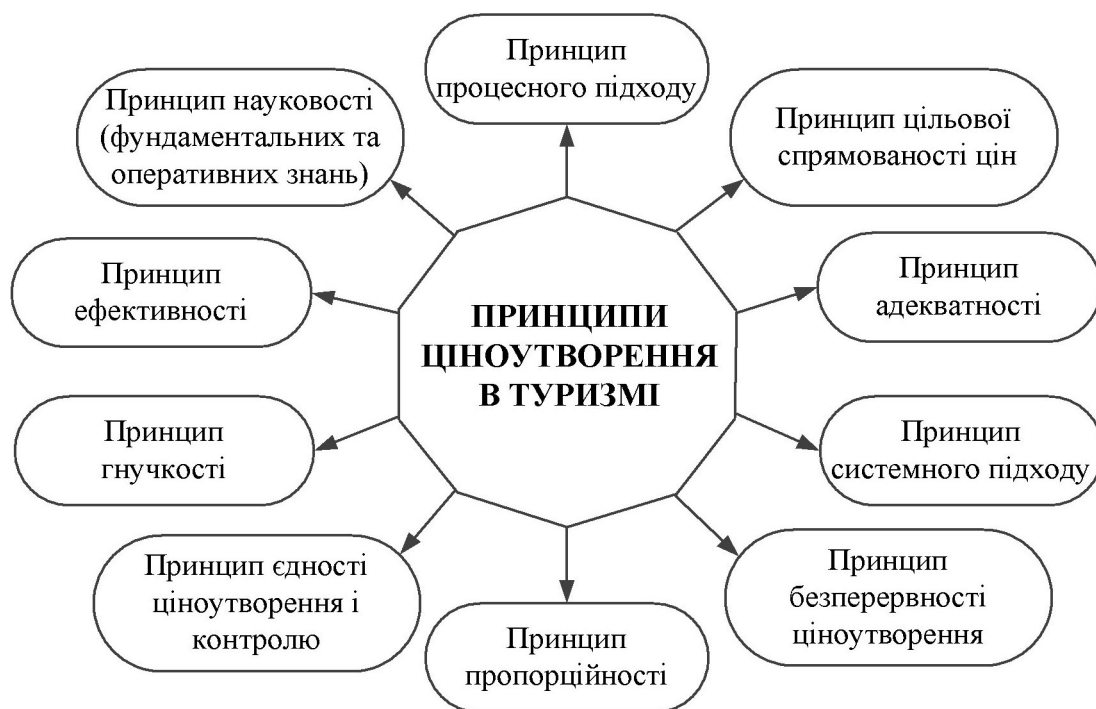 Принцип
процесного підходу
Принцип науковості
(фундаментальних та
оперативних знань)
Принцип цільової
спрямованості цін
Принцип
ефективності
Принцип
адекватності
ПРИНЦИПИ
ЦІНОУТВОРЕННЯ
В ТУРИЗМІ
Принцип
гнучкості
Принцип
системного підходу
Принцип єдності
ціноутворення і
контролю
Принцип
пропорційності
Принцип
безперервності
ціноутворення